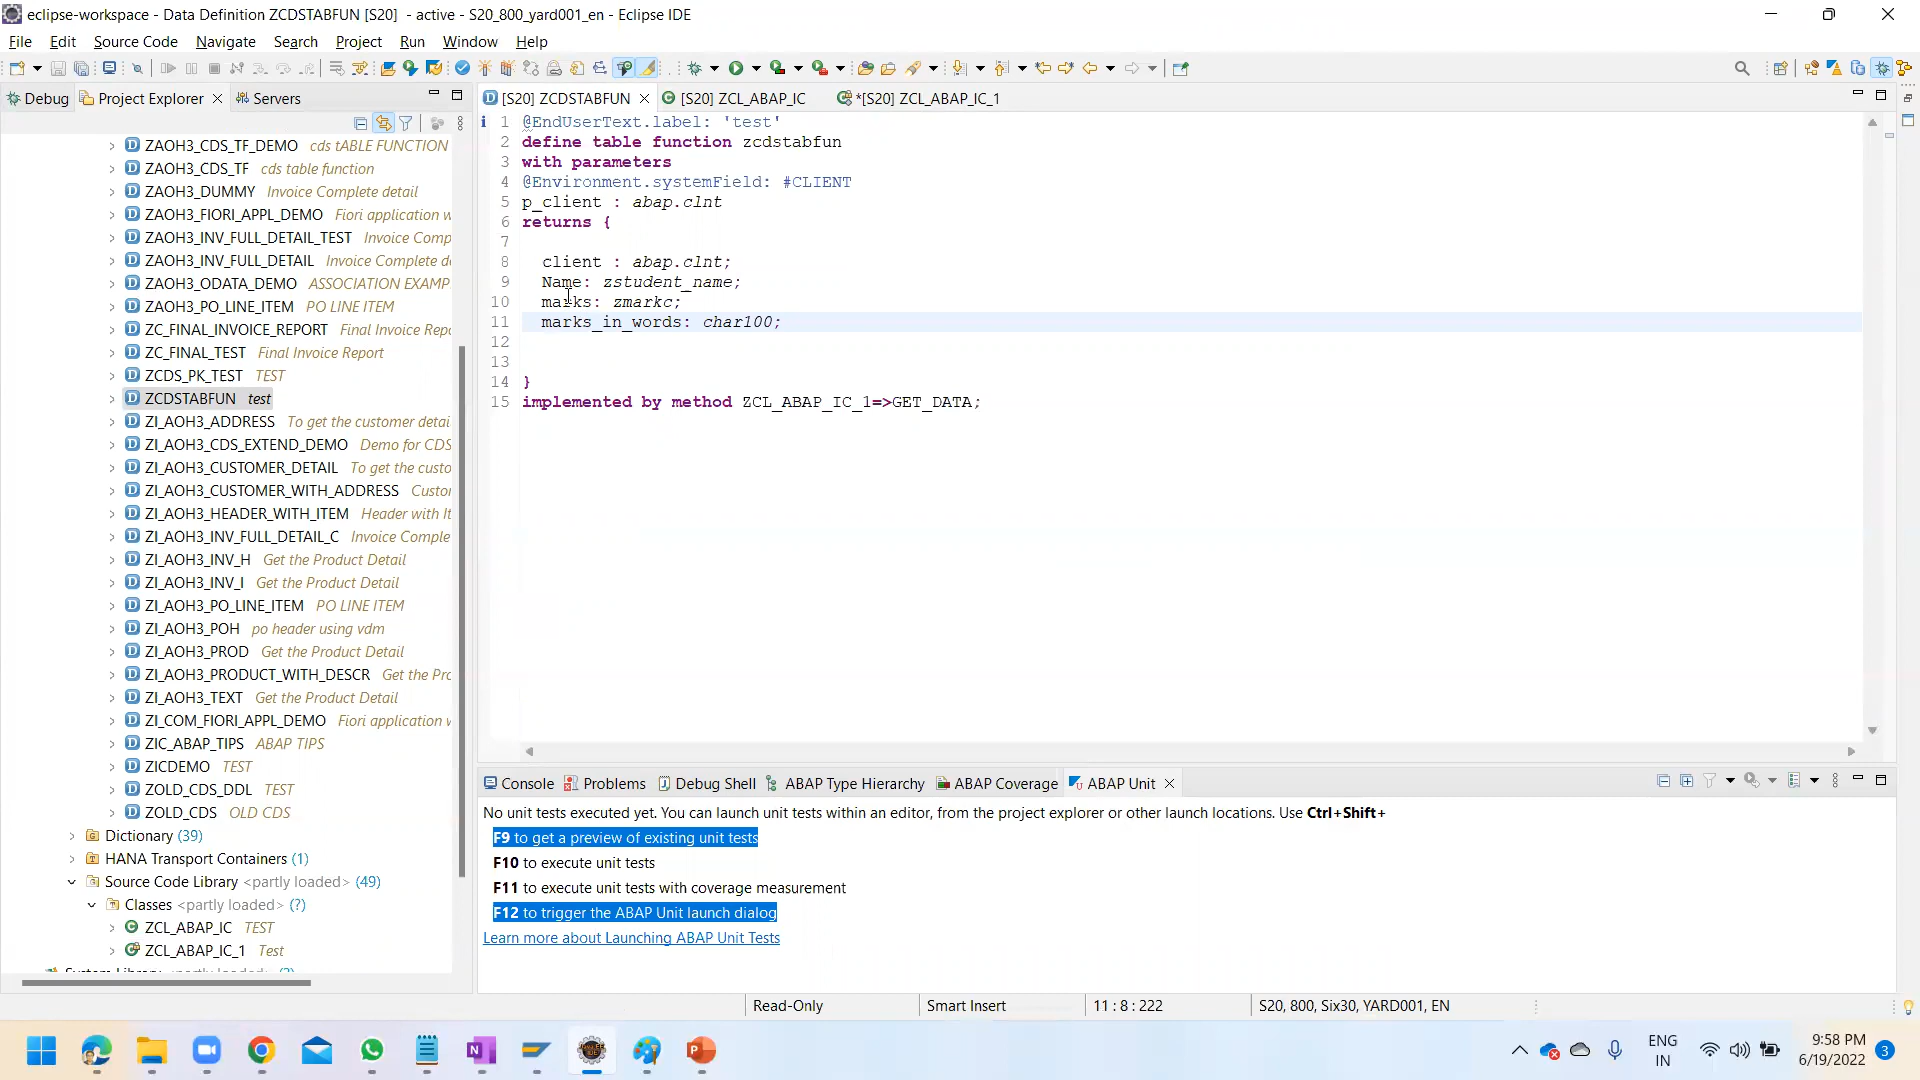 eclipse-workspace - Data Definition ZCDSTABFUN [S20]  - active - S20_800_yard001_en - Eclipse IDE
File Edit Source Code Navigate Search Project Run Window Help
Debug Project Explorer Servers
[S20] ZCDSTABFUN [S20] ZCL_ABAP_IC *[S20] ZCL_ABAP_IC_1
ZAOH3_CDS_TF_DEMO cds tABLE FUNCTION
ZAOH3_CDS_TF cds table function
ZAOH3_DUMMY Invoice Complete detail
ZAOH3_FIORI_APPL_DEMO Fiori application w
ZAOH3_INV_FULL_DETAIL_TEST Invoice Comp
ZAOH3_INV_FULL_DETAIL Invoice Complete de
ZAOH3_ODATA_DEMO ASSOCIATION EXAMP
ZAOH3_PO_LINE_ITEM PO LINE ITEM
ZC_FINAL_INVOICE_REPORT Final Invoice Repo
ZC_FINAL_TEST Final Invoice Report
ZCDS_PK_TEST TEST
ZCDSTABFUN test
ZI_AOH3_ADDRESS To get the customer detai
ZI_AOH3_CDS_EXTEND_DEMO Demo for CDS
ZI_AOH3_CUSTOMER_DETAIL To get the custo
ZI_AOH3_CUSTOMER_WITH_ADDRESS Custor
ZI_AOH3_HEADER_WITH_ITEM Header with It
ZI_AOH3_INV_FULL_DETAIL_C Invoice Comple
ZI_AOH3_INV_H Get the Product Detail
ZI_AOH3_INV_I Get the Product Detail
ZI_AOH3_PO_LINE_ITEM PO LINE ITEM
ZI_AOH3_POH po header using vdm
ZI_AOH3_PROD Get the Product Detail
ZI_AOH3_PRODUCT_WITH_DESCR Get the Pro
ZI_AOH3_TEXT Get the Product Detail
ZI_COM_FIORI_APPL_DEMO Fiori application w
ZIC_ABAP_TIPS ABAP TIPS
ZICDEMO TEST
ZOLD_CDS_DDL TEST
ZOLD_CDS OLD CDS
Dictionary (39)
HANA Transport Containers (1)
Source Code Library <partly loaded> (49)
Classes <partly loaded> (?)
ZCL_ABAP_IC TEST
ZCL_ABAP_IC_1 Test
1 @EndUserText.label: 'test'
2 define table function zcdstabfun
3 with parameters
4 @Environment.systemField: #CLIENT
5 p_client : abap.clnt
6 returns {
7
8 client : abap.clnt;
9 Name: zstudent_name;
10 marks: zmarkc;
11 marks_in_words: char100;
12
13
14 }
15 implemented by method ZCL_ABAP_IC_1=>GET_DATA;
Console Problems Debug Shell ABAP Type Hierarchy ABAP Coverage ABAP Unit
No unit tests executed yet. You can launch unit tests within an editor, from the project explorer or other launch locations. Use Ctrl+Shift+
F9 to get a preview of existing unit tests
F10 to execute unit tests
F11 to execute unit tests with coverage measurement
F12 to trigger the ABAP Unit launch dialog
Learn more about Launching ABAP Unit Tests
Read-Only Smart Insert 11 : 8 : 222 S20, 800, Six30, YARD001, EN
ENG
IN
9:58 PM
6/19/2022
3